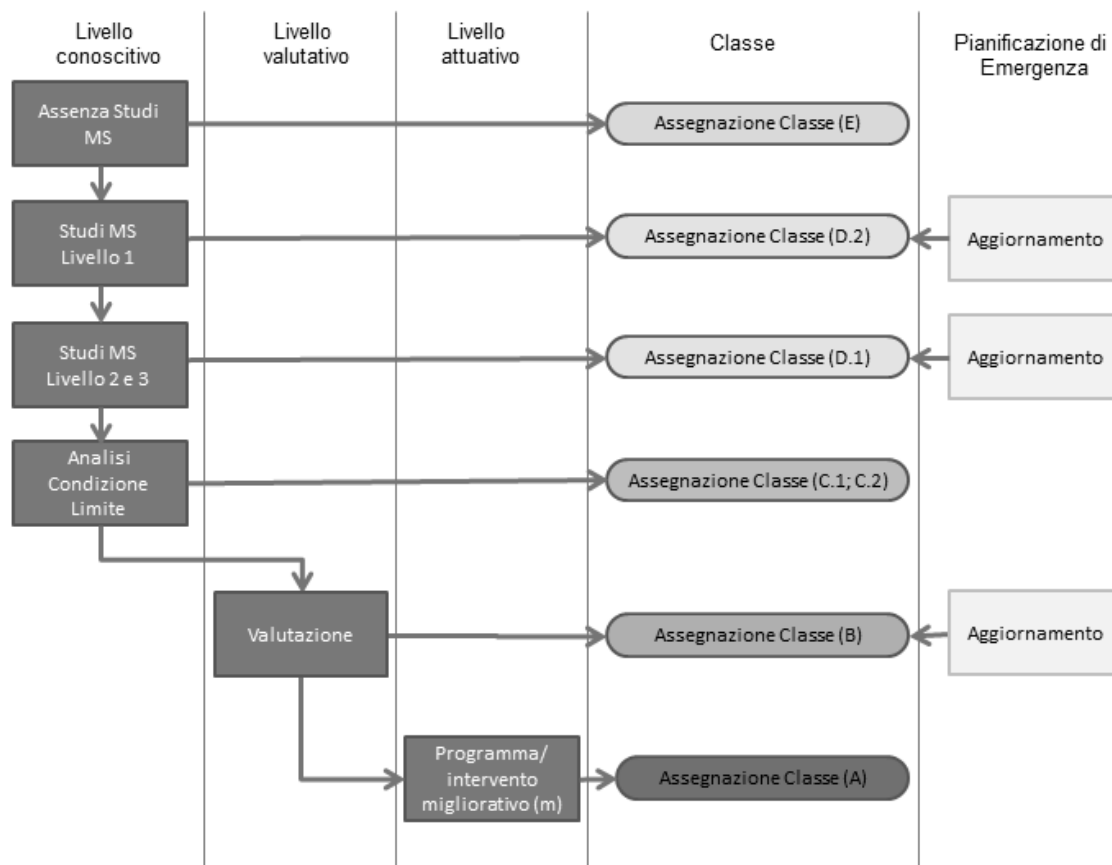 Livello
conoscitivo
Livello
valutativo
Livello
attuativo
Classe
Pianificazione di
Emergenza
Assenza Studi
MS
Assegnazione Classe (E)
Studi MS
Livello 1
Assegnazione Classe (D.2)
Aggiornamento
Studi MS
Livello 2 e 3
Assegnazione Classe (D.1)
Aggiornamento
Analisi
Condizione
Limite
Assegnazione Classe (C.1; C.2)
Valutazione
Assegnazione Classe (B)
Aggiornamento
Programma/
intervento
migliorativo (m)
Assegnazione Classe (A)